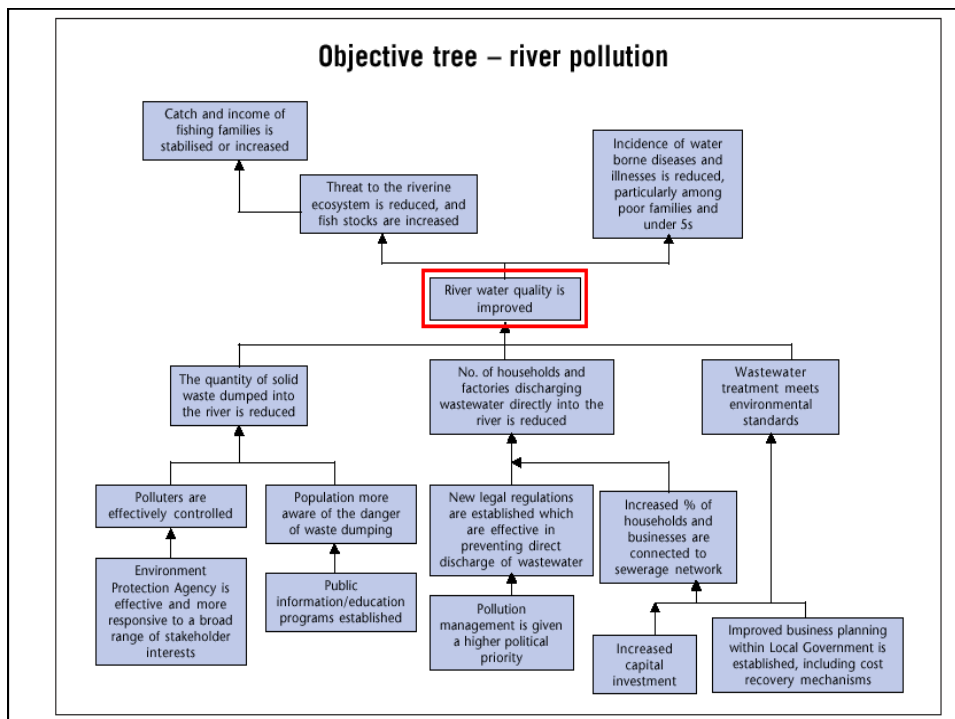 Objective tree – river pollution
Catch and income of
fishing families is
stabilised or increased
Incidence of water
borne diseases and
illnesses is reduced,
particularly among
poor families and
under 5s
Threat to the riverine
ecosystem is reduced, and
fish stocks are increased
River water quality is
improved
The quantity of solid
waste dumped into
the river is reduced
No. of households and
factories discharging
wastewater directly into the
river is reduced
Wastewater
treatment meets
environmental
standards
Polluters are
effectively controlled
Population more
aware of the danger
of waste dumping
New legal regulations
are established which
are effective in
preventing direct
discharge of wastewater
Increased % of
households and
businesses are
connected to
sewerage network
Environment
Protection Agency is
effective and more
responsive to a broad
range of stakeholder
interests
Public
information/education
programs established
Pollution
management is given
a higher political
priority
Increased
capital
investment
Improved business planning
within Local Government is
established, including cost
recovery mechanisms